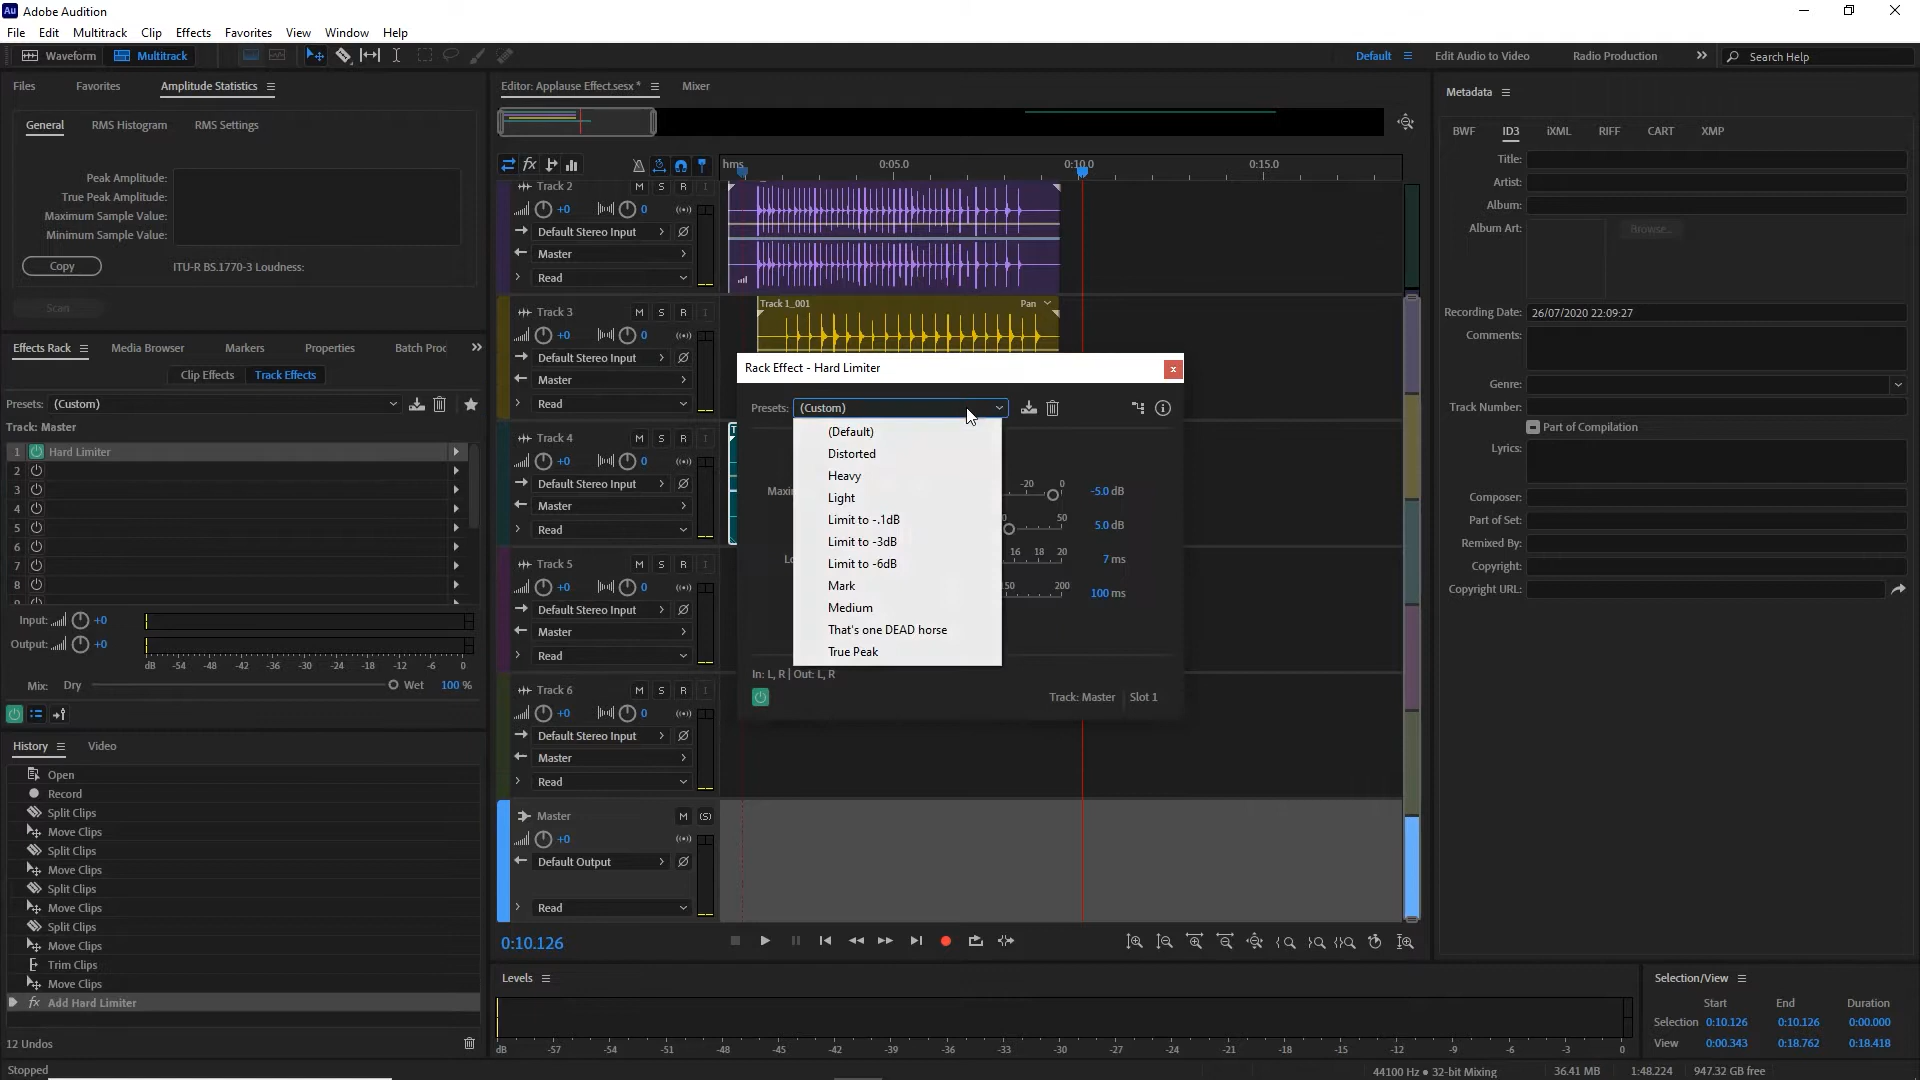 Au Adobe Audition
File Edit Multitrack Clip Effects Favorites View Window Help
Waveform Multitrack Default Edit Audio to Video Radio Production Search Help
Files Favorites Amplitude Statistics
General RMS Histogram RMS Settings
Peak Amplitude:
True Peak Amplitude:
Maximum Sample Value:
Minimum Sample Value:
Copy ITU-R BS.1770-3 Loudness:
Scan
Effects Rack Media Browser Markers Properties Batch Proc
Clip Effects Track Effects
Presets: (Custom)
Track: Master
1 Hard Limiter
2
3
4
5
6
7
8
Input: +0
Output: +0
dB -54 -48 -42 -36 -30 -24 -18 -12 -6 0
Mix: Dry Wet 100 %
History Video
Open
Record
Split Clips
Move Clips
Split Clips
Move Clips
Split Clips
Move Clips
Split Clips
Move Clips
Trim Clips
Move Clips
fx Add Hard Limiter
12 Undos
Stopped
Editor: Applause Effect.sesx * Mixer
fx hms 0:05.0 0:10.0 0:15.0
Track 2 M S R I
+0 0
Default Stereo Input
Master
Read
Track 3 M S R I
+0 0
Default Stereo Input
Master
Read
Track 1_001 Pan
Track 4 M S R I
+0 0
Default Stereo Input
Master
Read
Track 5 M S R I
+0 0
Default Stereo Input
Master
Read
Track 6 M S R I
+0 0
Default Stereo Input
Master
Read
Master M (S)
+0
Default Output
Read
Rack Effect - Hard Limiter x
Presets: (Custom)
(Default)
Distorted
Heavy
Light
Limit to -.1dB
Limit to -3dB
Limit to -6dB
Mark
Medium
That's one DEAD horse
True Peak
-20 0 -5.0 dB
50 5.0 dB
16 18 20 7 ms
200 100 ms
In: L, R | Out: L, R
Track: Master Slot 1
0:10.126
Levels
dB -57 -54 -51 -48 -45 -42 -39 -36 -33 -30 -27 -24 -21 -18 -15 -12 -9 -6 -3 0
Metadata
BWF ID3 iXML RIFF CART XMP
Title:
Artist:
Album:
Album Art: Browse...
Recording Date: 26/07/2020 22:09:27
Comments:
Genre:
Track Number:
Part of Compilation
Lyrics:
Composer:
Part of Set:
Remixed By:
Copyright:
Copyright URL:
Selection/View
Start End Duration
Selection 0:10.126 0:10.126 0:00.000
View 0:00.343 0:18.762 0:18.418
44100 Hz ● 32-bit Mixing 36.41 MB 1:48.224 947.32 GB free